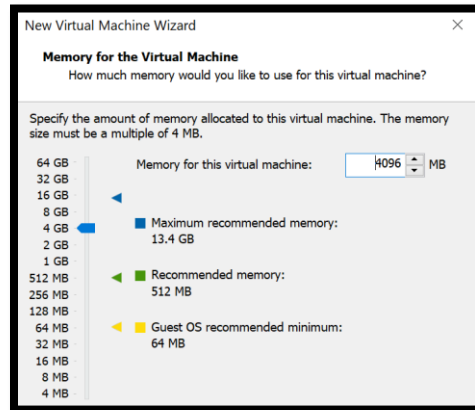 New Virtual Machine Wizard
Memory for the Virtual Machine
How much memory would you like to use for this virtual machine?
Specify the amount of memory allocated to this virtual machine. The memory
size must be a multiple of 4 MB.
64 GB
Memory for this virtual machine: 4096 MB
32 GB
16 GB
8 GB
Maximum recommended memory:
4 GB
13.4 GB
2 GB
1 GB
Recommended memory:
512 MB
512 MB
256 MB
128 MB
64 MB
Guest OS recommended minimum:
32 MB
64 MB
16 MB
8 MB
4 MB